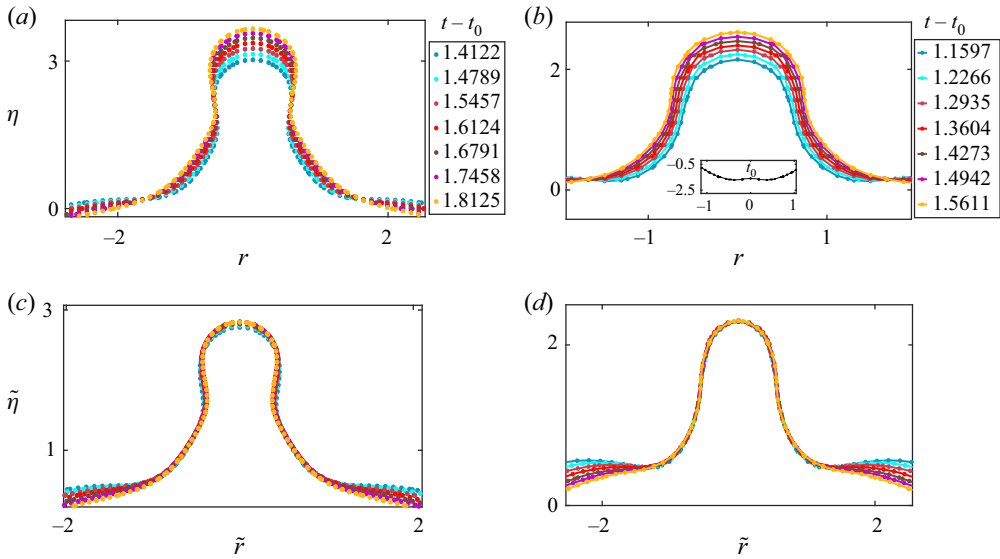 (a)
t − t0
3
η
0
−2
2
r
1.4122
1.4789
1.5457
1.6124
1.6791
1.7458
1.8125
(b)
t − t0
2
1
0
−1
1
r
−0.5
t0
−2.5
−1
0
1
1.1597
1.2266
1.2935
1.3604
1.4273
1.4942
1.5611
(c)
3
η̃
1
−2
2
r̃
(d)
2
0
−2
2
r̃